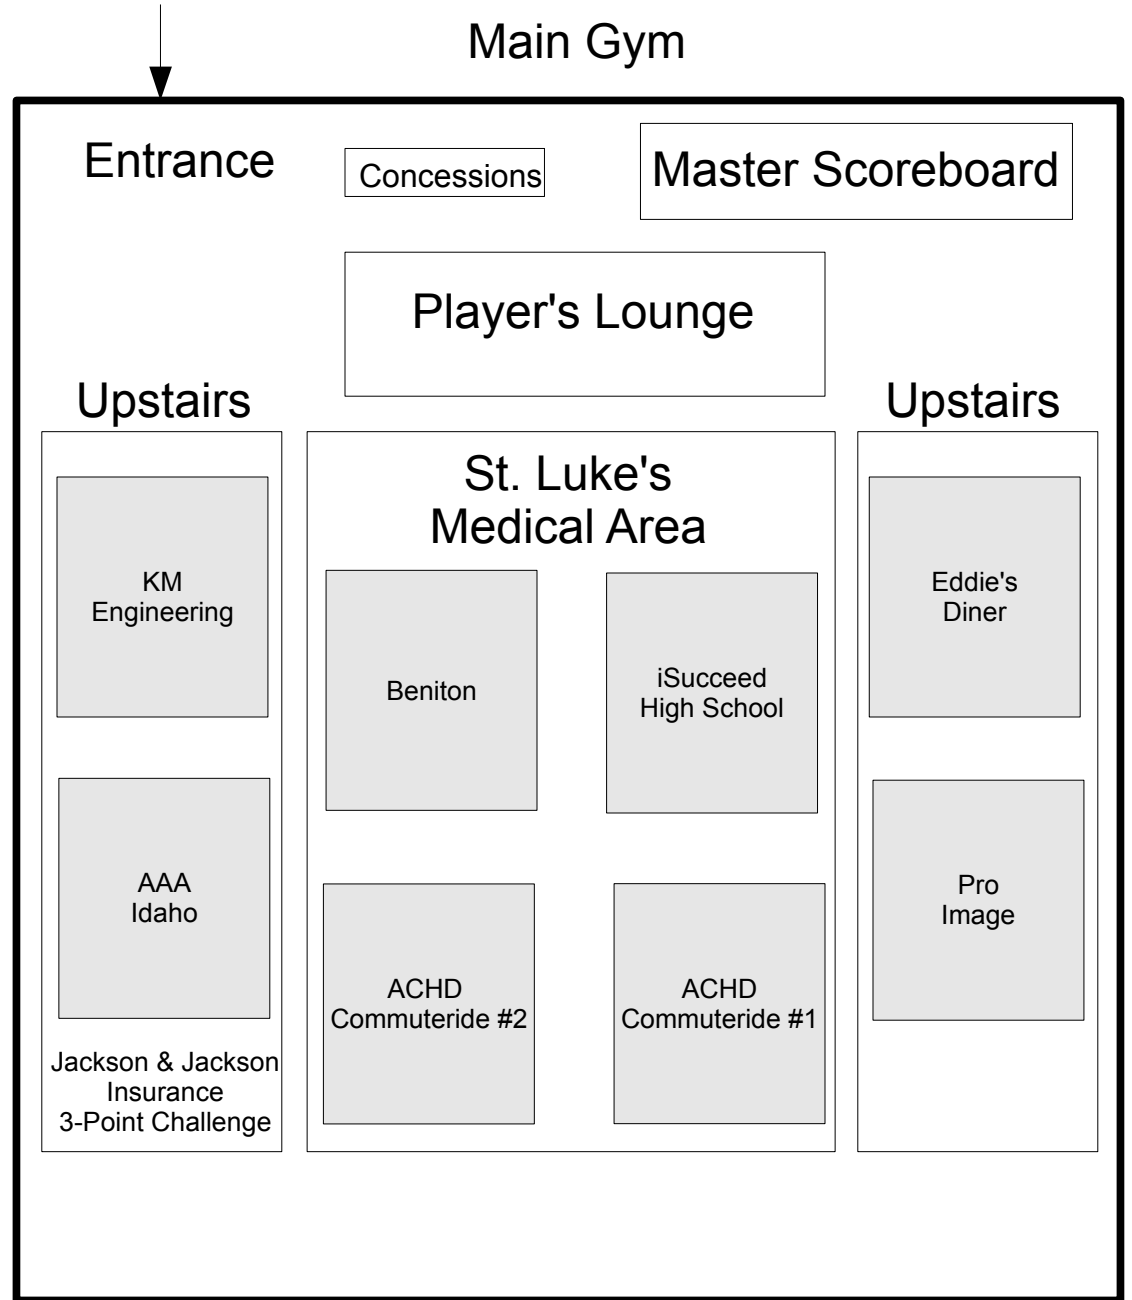 Main Gym
Entrance
Concessions
Master Scoreboard
Player's Lounge
Upstairs
Upstairs
St. Luke's
Medical Area
KM
Engineering
Eddie's
Diner
Beniton
iSucceed
High School
AAA
Idaho
Pro
Image
ACHD
Commuteride #2
ACHD
Commuteride #1
Jackson & Jackson
Insurance
3-Point Challenge